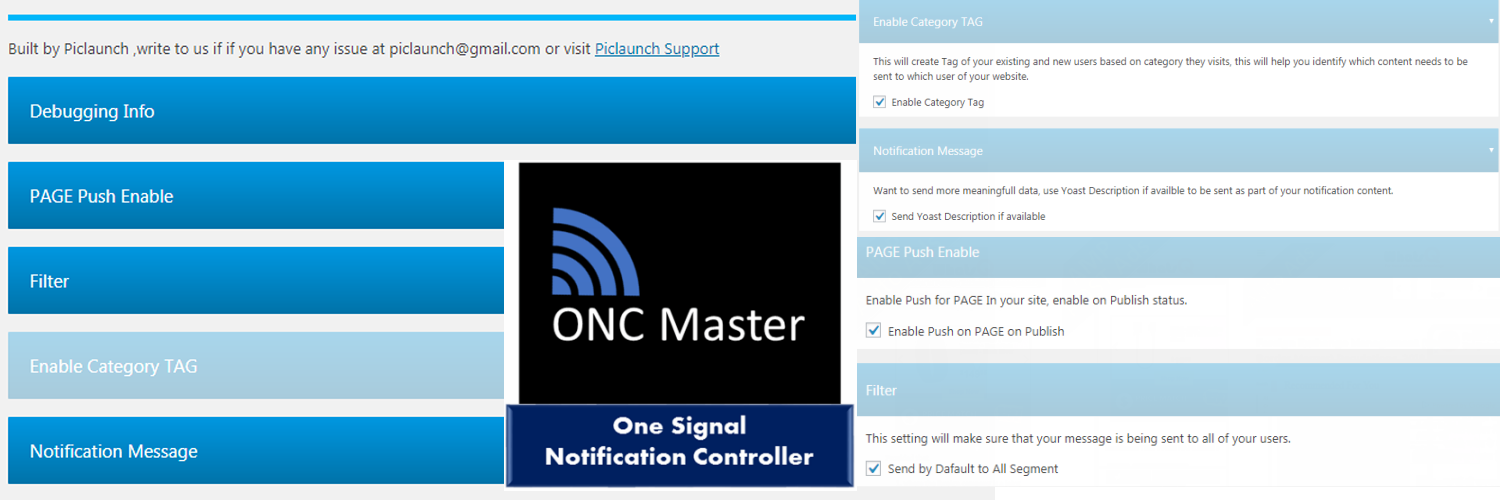 Built by Piclaunch ,write to us if if you have any issue at piclaunch@gmail.com or visit Piclaunch Support
Debugging Info
PAGE Push Enable
Filter
Enable Category TAG
Notification Message
ONC Master
One Signal
Notification Controller
Enable Category TAG
This will create Tag of your existing and new users based on category they visits, this will help you identify which content needs to be
sent to which user of your website.
Enable Category Tag
Notification Message
Want to send more meaningfull data, use Yoast Description if availble to be sent as part of your notification content.
Send Yoast Description if available
PAGE Push Enable
Enable Push for PAGE In your site, enable on Publish status.
Enable Push on PAGE on Publish
Filter
This setting will make sure that your message is being sent to all of your users.
Send by Dafault to All Segment